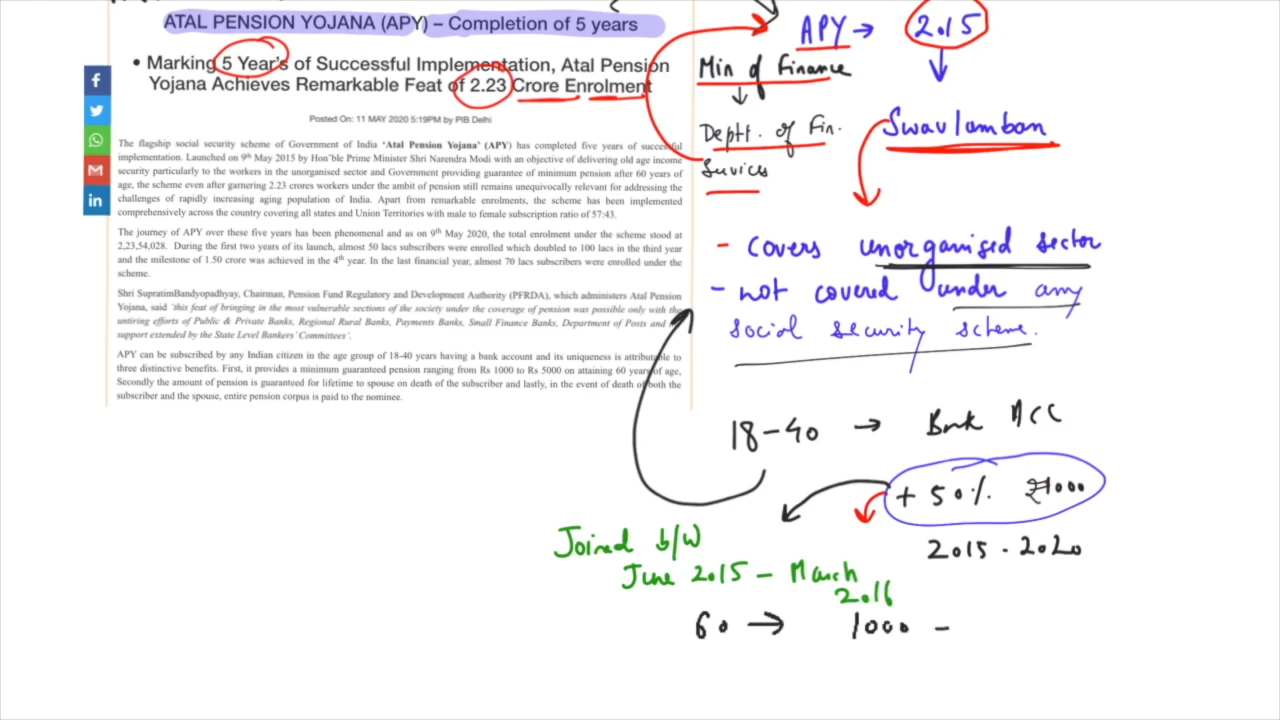 ATAL PENSION YOJANA (APY) – Completion of 5 years
• Marking 5 Year's of Successful Implementation, Atal Pension
Yojana Achieves Remarkable Feat of 2.23 Crore Enrolment
Posted On: 11 MAY 2020 5:19PM by PIB Delhi
The flagship social security scheme of Government of India 'Atal Pension Yojana' (APY) has completed five years of successful
implementation. Launched on 9th May 2015 by Hon'ble Prime Minister Shri Narendra Modi with an objective of delivering old age income
security particularly to the workers in the unorganised sector and Government providing guarantee of minimum pension after 60 years of
age, the scheme even after garnering 2.23 crores workers under the ambit of pension still remains unequivocally relevant for addressing the
challenges of rapidly increasing aging population of India. Apart from remarkable enrolments, the scheme has been implemented
comprehensively across the country covering all states and Union Territories with male to female subscription ratio of 57:43.
The journey of APY over these five years has been phenomenal and as on 9th May 2020, the total enrolment under the scheme stood at
2,23,54,028. During the first two years of its launch, almost 50 lacs subscribers were enrolled which doubled to 100 lacs in the third year
and the milestone of 1.50 crore was achieved in the 4th year. In the last financial year, almost 70 lacs subscribers were enrolled under the
scheme.
Shri SupratimBandyopadhyay, Chairman, Pension Fund Regulatory and Development Authority (PFRDA), which administers Atal Pension
Yojana, said 'this feat of bringing in the most vulnerable sections of the society under the coverage of pension was possible only with the
untiring efforts of Public & Private Banks, Regional Rural Banks, Payments Banks, Small Finance Banks, Department of Posts and
support extended by the State Level Bankers' Committees'.
APY can be subscribed by any Indian citizen in the age group of 18-40 years having a bank account and its uniqueness is attributable to
three distinctive benefits. First, it provides a minimum guaranteed pension ranging from Rs 1000 to Rs 5000 on attaining 60 years of age,
Secondly the amount of pension is guaranteed for lifetime to spouse on death of the subscriber and lastly, in the event of death of both the
subscriber and the spouse, entire pension corpus is paid to the nominee.
APY → 2015
Min of Finance
Deptt. of Fin.
Services
Swavlamban
- covers unorganised sector
- not covered under any
social security scheme.
18-40 → Bank ACC
+ 50% ₹1000
2015 - 2020
Joined b/w
June 2015 – March
2016
60 → 1000 –